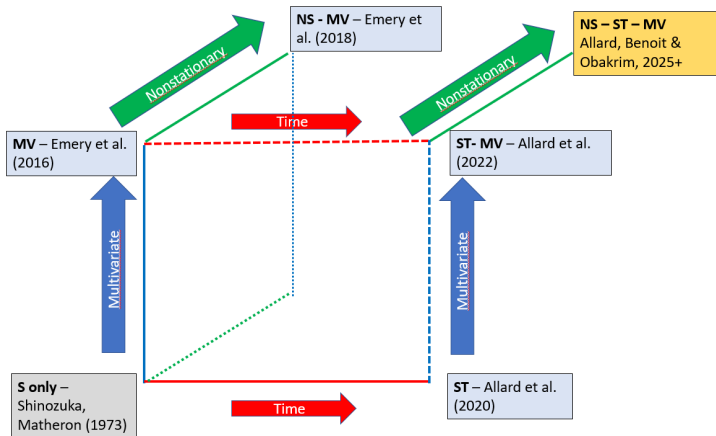 NS - MV – Emery et
al. (2018)
NS – ST – MV
Allard, Benoit &
Obakrim, 2025+
Nonstationary
Nonstationary
Time
MV – Emery et al.
(2016)
ST- MV – Allard et al.
(2022)
Multivariate
Multivariate
S only –
Shinozuka,
Matheron (1973)
Time
ST – Allard et al.
(2020)